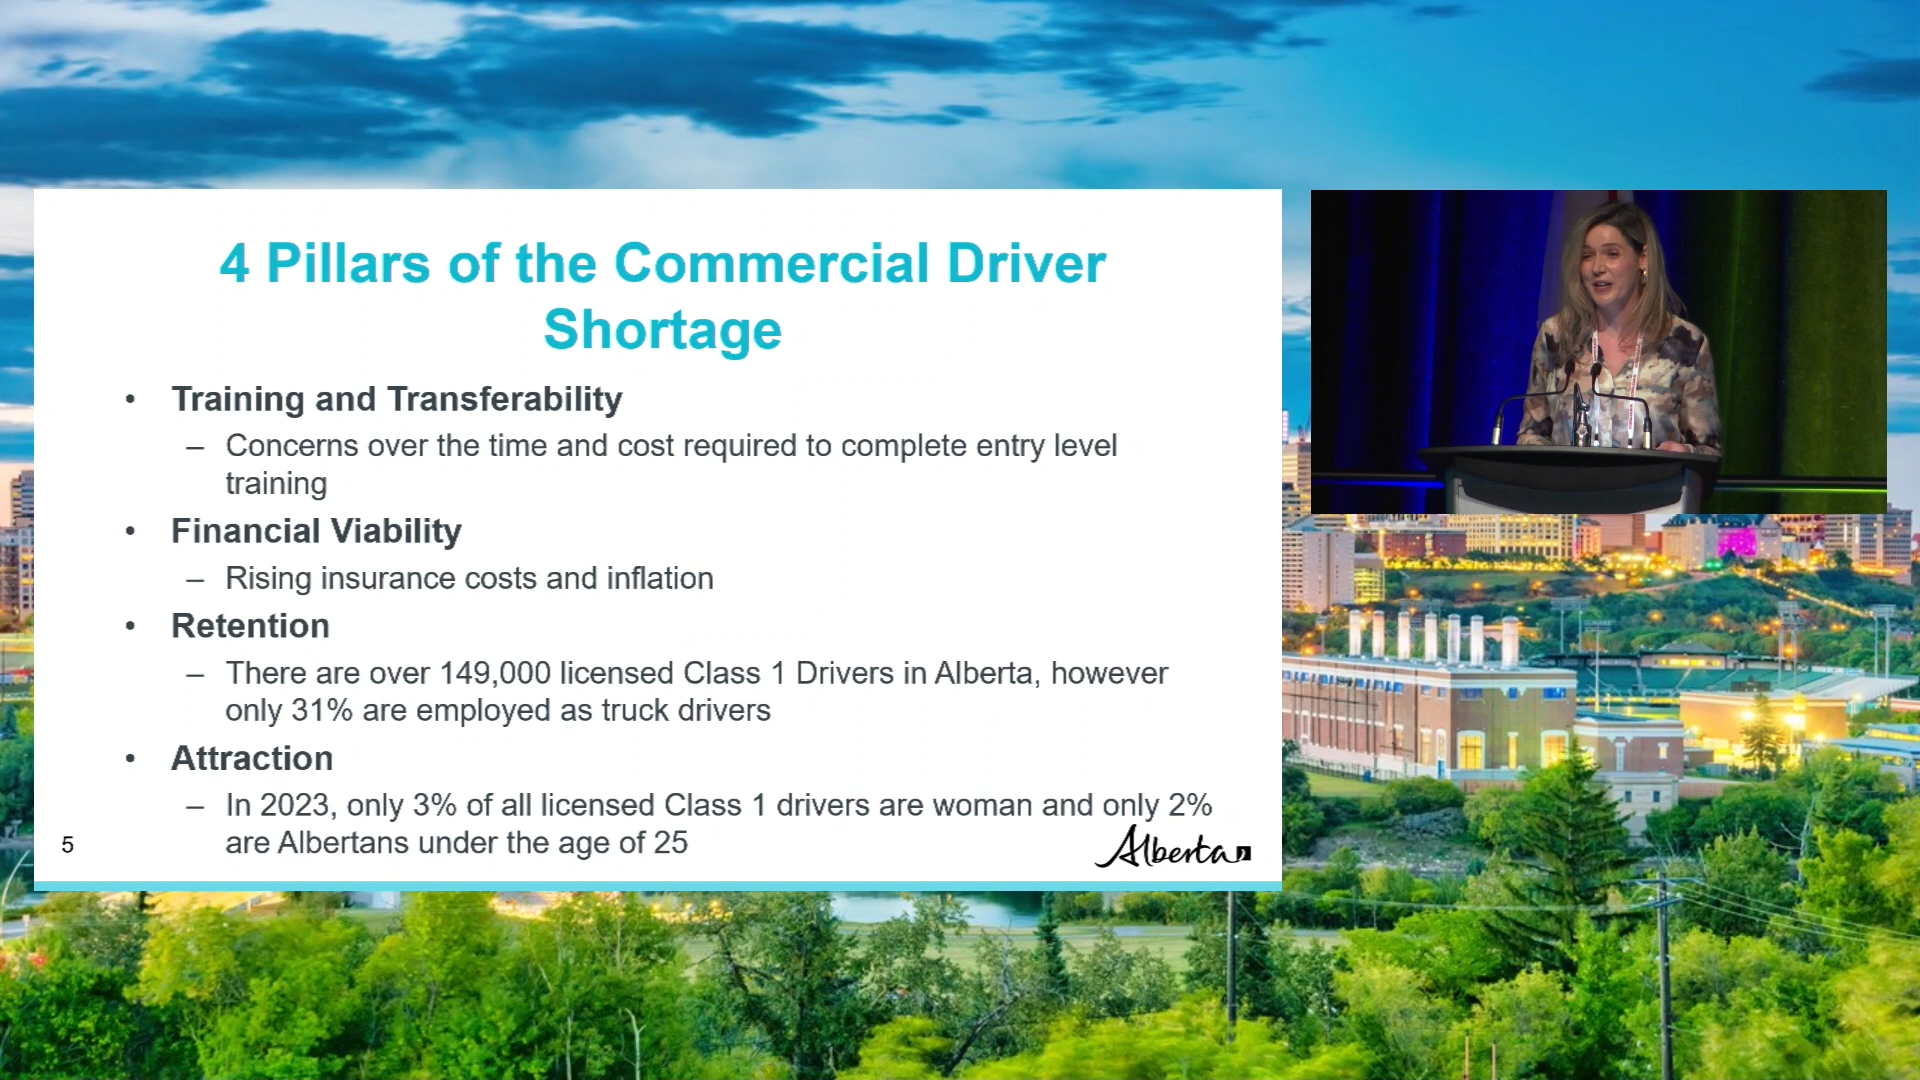 4 Pillars of the Commercial Driver
Shortage
• Training and Transferability
– Concerns over the time and cost required to complete entry level
training
• Financial Viability
– Rising insurance costs and inflation
• Retention
– There are over 149,000 licensed Class 1 Drivers in Alberta, however
only 31% are employed as truck drivers
• Attraction
– In 2023, only 3% of all licensed Class 1 drivers are woman and only 2%
are Albertans under the age of 25
5
Alberta